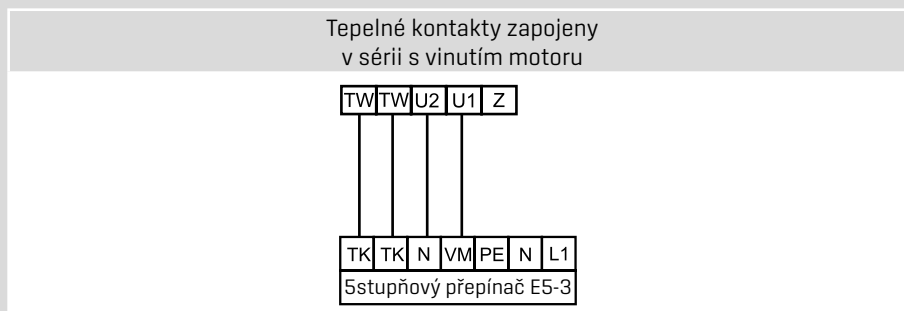 Tepelné kontakty zapojeny
v sérii s vinutím motoru
TW TW U2 U1 Z
TK TK N VM PE N L1
5stupňový přepínač E5-3